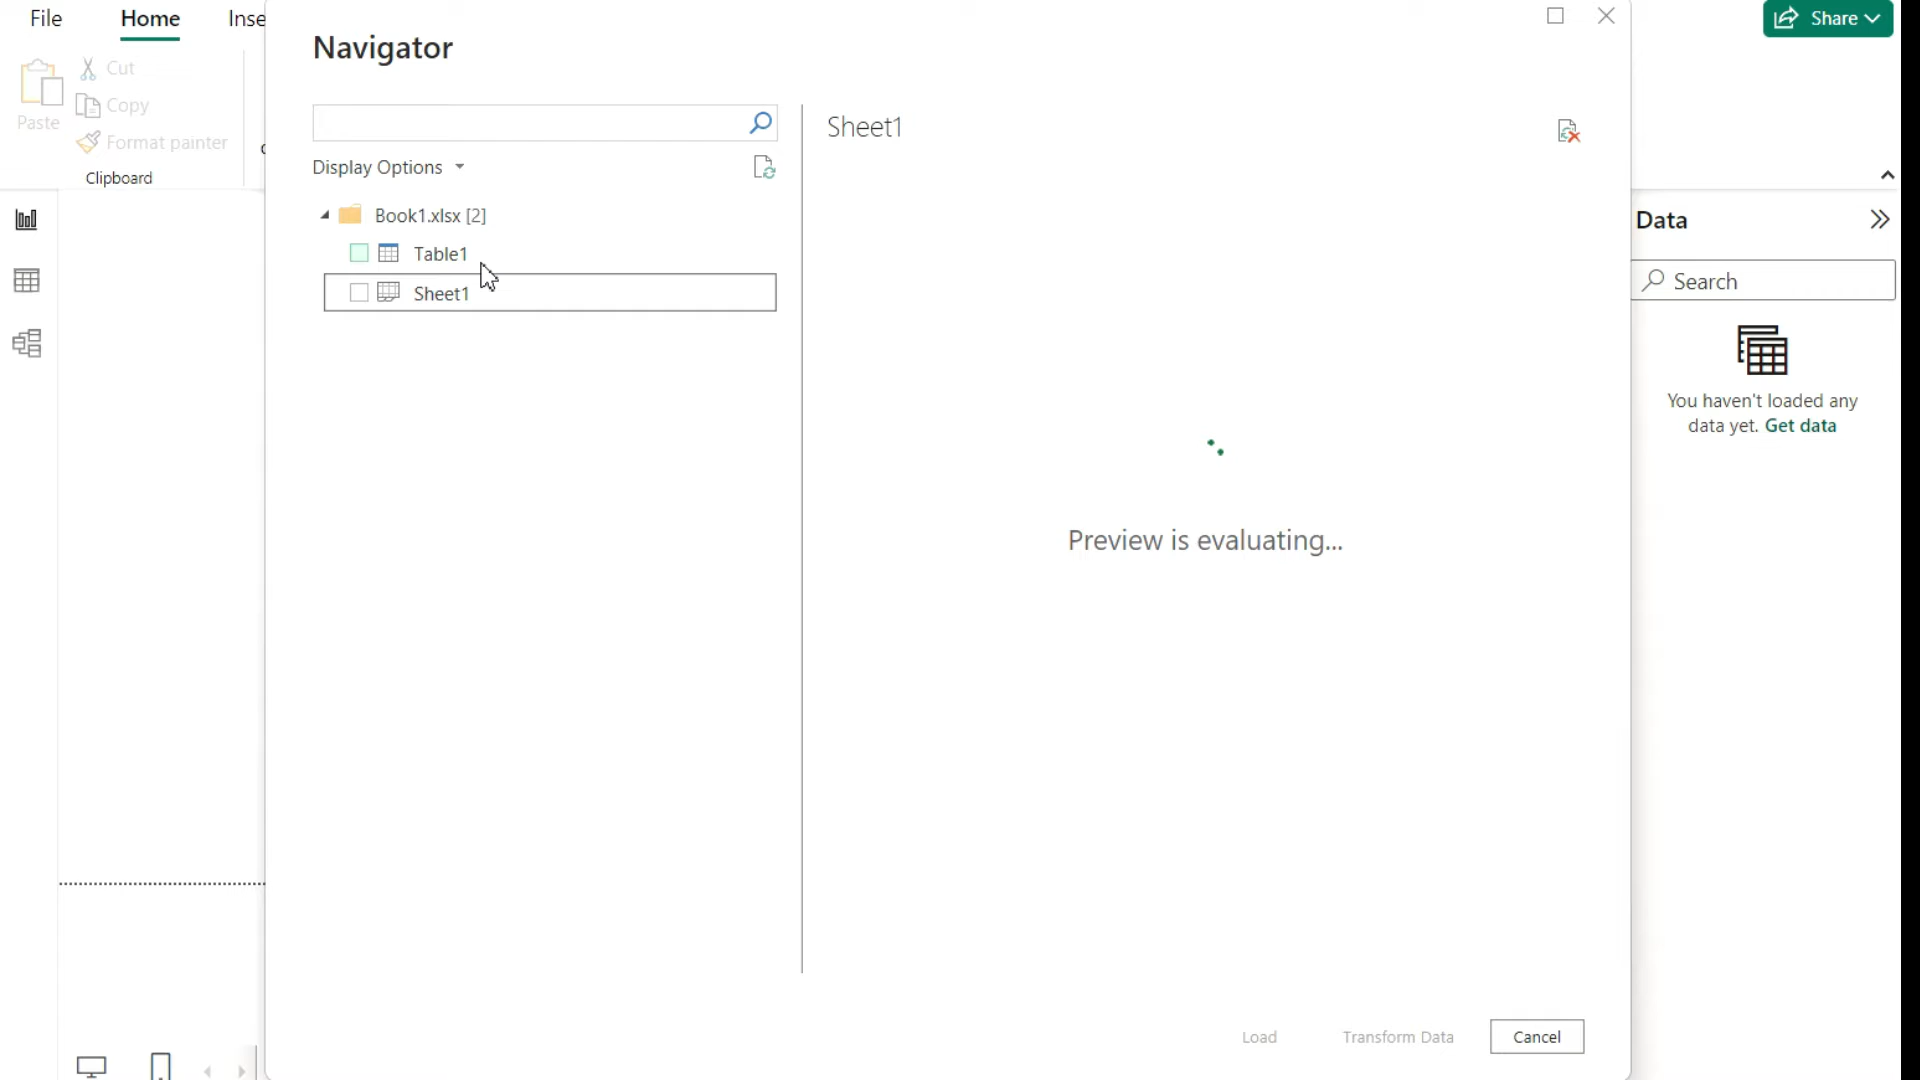 File
Home
Inse
Paste
Cut
Copy
Format painter
Clipboard
Navigator
Display Options
Book1.xlsx [2]
Table1
Sheet1
Sheet1
Preview is evaluating...
Load
Transform Data
Cancel
Share
Data
Search
You haven't loaded any
data yet. Get data